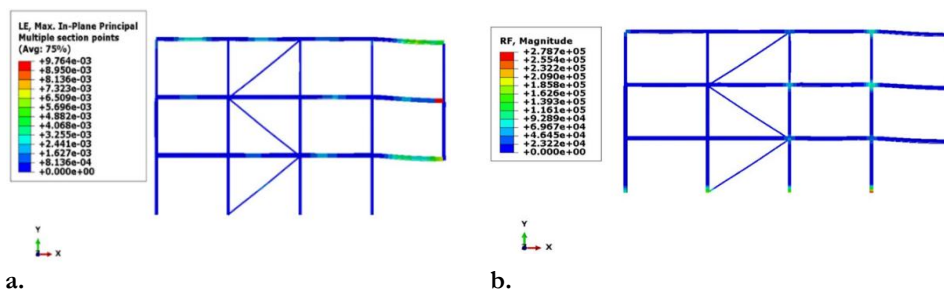 LE, Max. In-Plane Principal
Multiple section points
(Avg: 75%)
+9.764e-03
+8.950e-03
+8.136e-03
+7.323e-03
+6.509e-03
+5.696e-03
+4.882e-03
+4.068e-03
+3.255e-03
+2.441e-03
+1.627e-03
+8.136e-04
+0.000e+00
Y
Z
X
a.
RF, Magnitude
+2.787e+05
+2.554e+05
+2.322e+05
+2.090e+05
+1.858e+05
+1.626e+05
+1.393e+05
+1.161e+05
+9.289e+04
+6.967e+04
+4.645e+04
+2.322e+04
+0.000e+00
Y
Z
X
b.